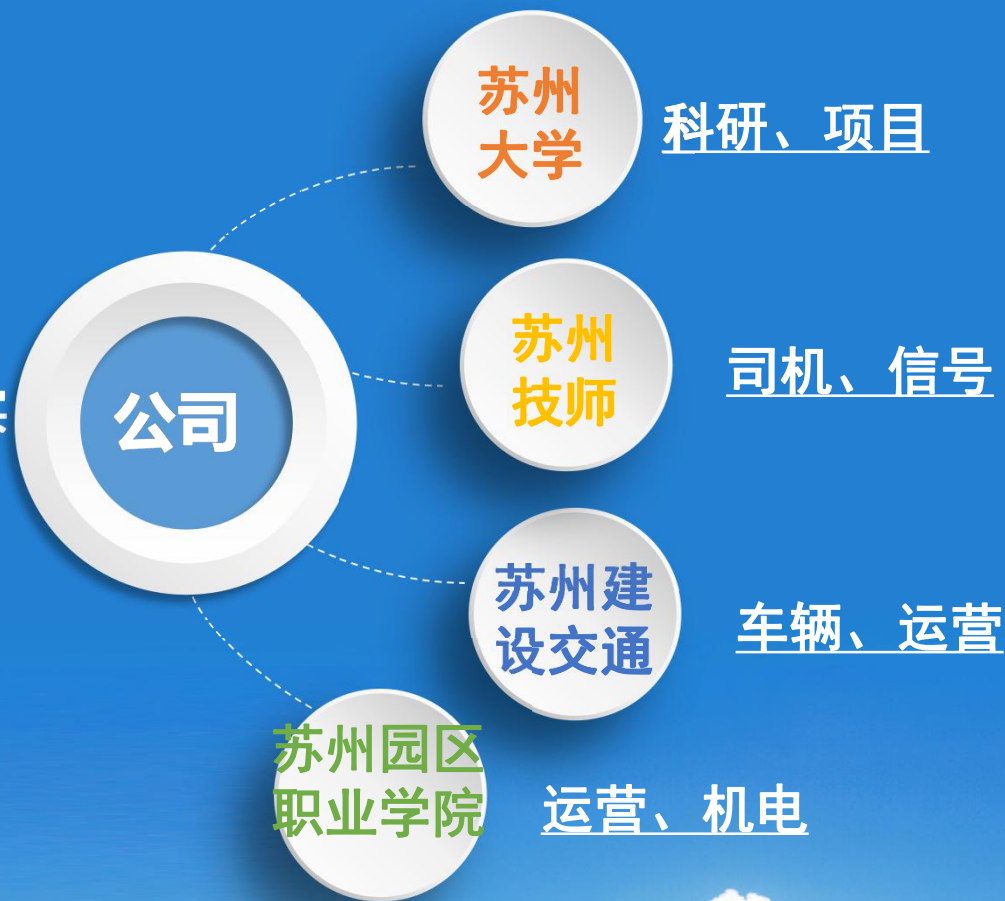 苏州
大学
科研、项目
苏州
技师
司机、信号
公司
苏州建
设交通
车辆、运营
苏州园区
职业学院
运营、机电